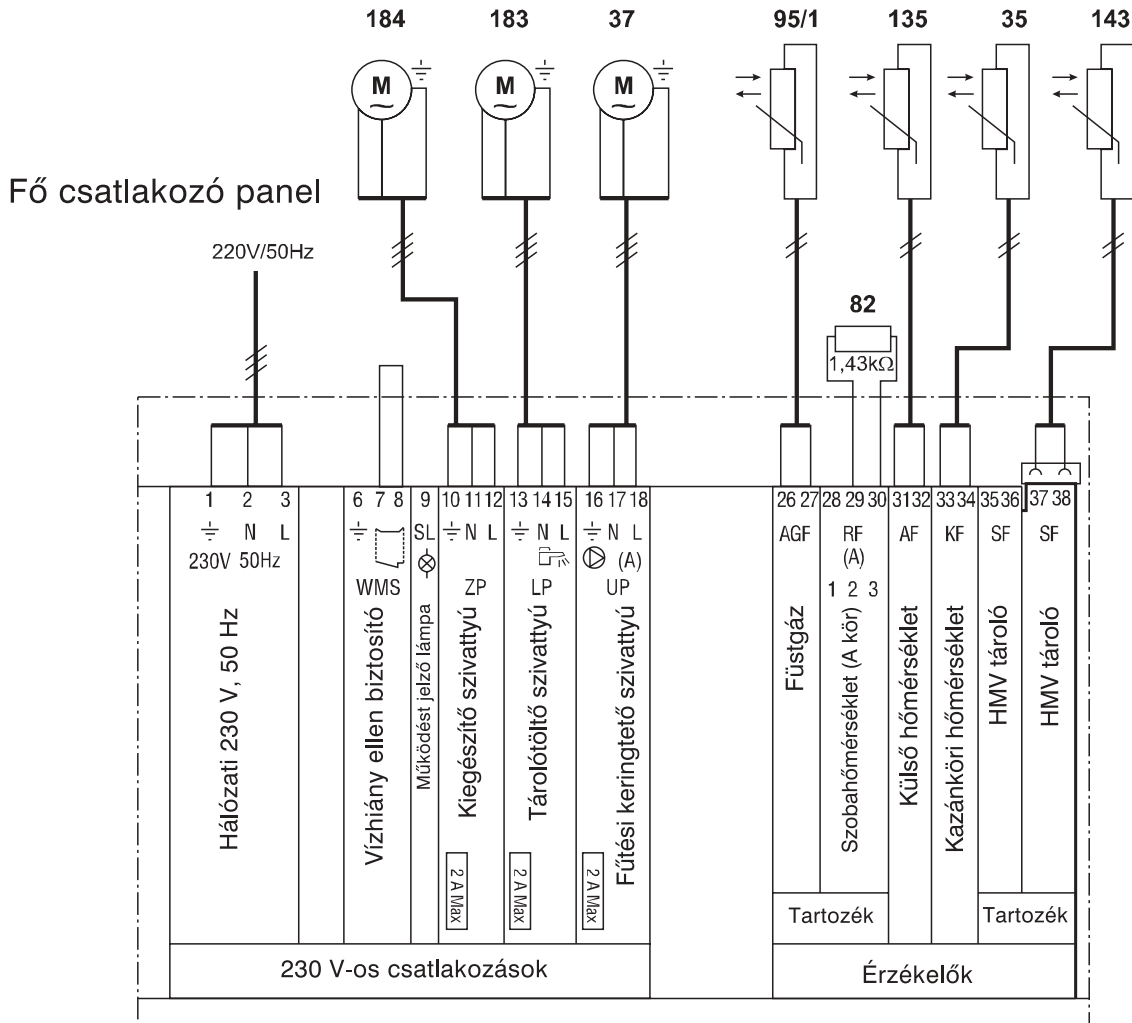 184 183 37 95/1 135 35 143
M M M
Fő csatlakozó panel
220V/50Hz
82
1,43kΩ
1 2 3 6 7 8 9 10 11 12 13 14 15 16 17 18 26 27 28 29 30 31 32 33 34 35 36 37 38
N L SL N L N L N L AGF RF AF KF SF SF
230V 50Hz (A) (A)
WMS ZP LP UP 1 2 3
Hálózati 230 V, 50 Hz
Vízhiány ellen biztosító
Működést jelző lámpa
Kiegészítő szivattyú
2 A Max
Tárolótöltő szivattyú
2 A Max
Fűtési keringtető szivattyú
2 A Max
Füstgáz
Szobahőmérséklet (A kör)
Külső hőmérséklet
Kazánköri hőmérséklet
HMV tároló
HMV tároló
Tartozék Tartozék
230 V-os csatlakozások Érzékelők